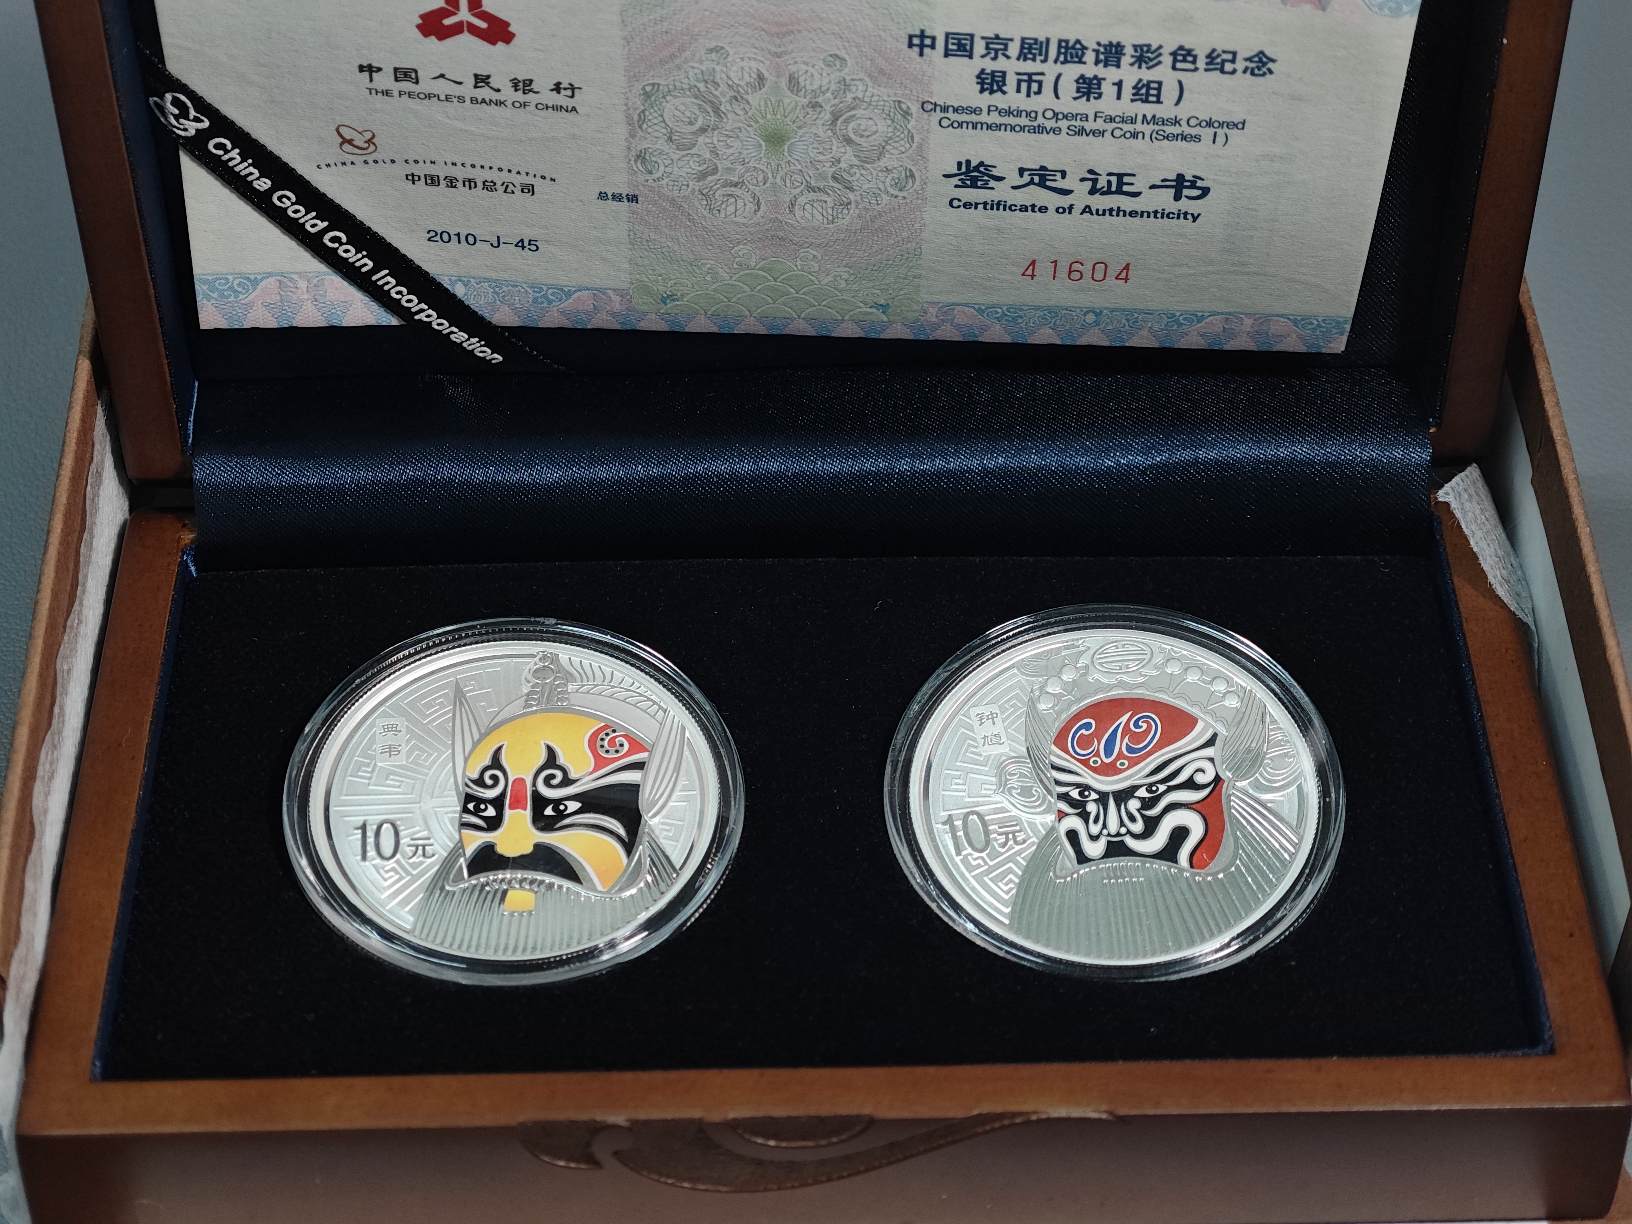 中国人民银行
THE PEOPLE'S BANK OF CHINA
CHINA GOLD COIN INCORPORATION
中国金币总公司
总经销
2010-J-45
中国京剧脸谱彩色纪念
银币(第1组)
Chinese Peking Opera Facial Mask Colored
Commemorative Silver Coin (Series Ⅰ)
鉴定证书
Certificate of Authenticity
41604
China Gold Coin Incorporation
典韦
10元
钟馗
10元